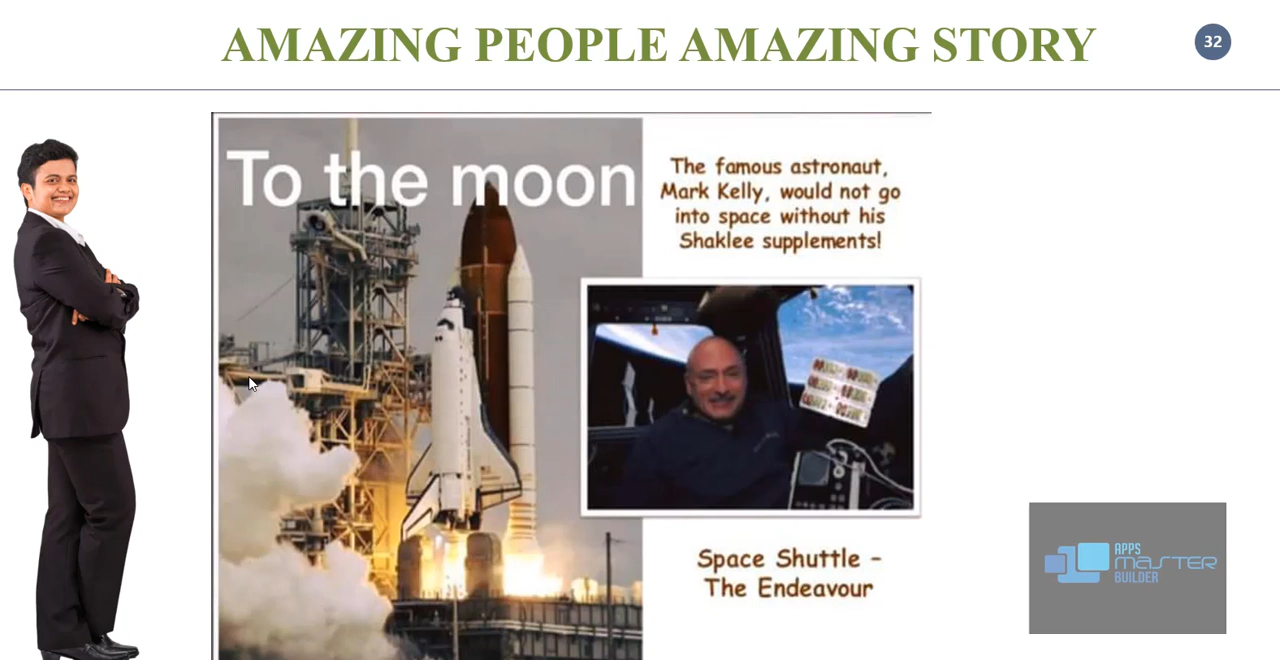 AMAZING PEOPLE AMAZING STORY
32
To the moon
The famous astronaut,
Mark Kelly, would not go
into space without his
Shaklee supplements!
Space Shuttle -
The Endeavour
APPS
MASTER
BUILDER